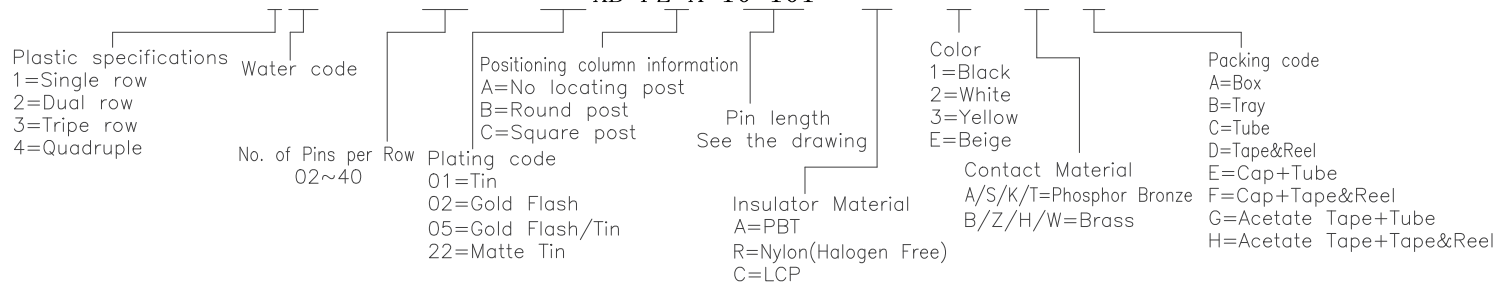 Plastic specifications
1=Single row
2=Dual row
3=Tripe row
4=Quadruple
Water code
No. of Pins per Row
02~40
Plating code
01=Tin
02=Gold Flash
05=Gold Flash/Tin
22=Matte Tin
Positioning column information
A=No locating post
B=Round post
C=Square post
Pin length
See the drawing
Insulator Material
A=PBT
R=Nylon(Halogen Free)
C=LCP
Color
1=Black
2=White
3=Yellow
E=Beige
Contact Material
A/S/K/T=Phosphor Bronze
B/Z/H/W=Brass
Packing code
A=Box
B=Tray
C=Tube
D=Tape&Reel
E=Cap+Tube
F=Cap+Tape&Reel
G=Acetate Tape+Tube
H=Acetate Tape+Tape&Reel